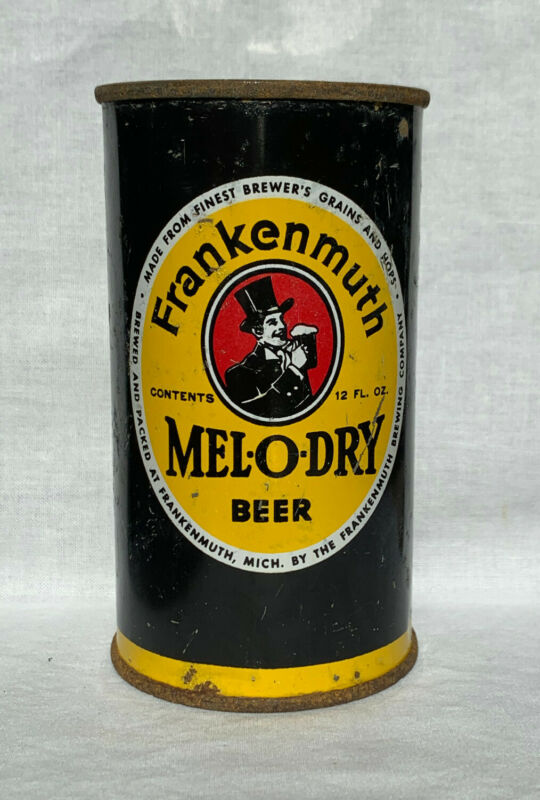 • MADE FROM FINEST BREWER'S GRAINS AND HOPS •
Frankenmuth
CONTENTS 12 FL. OZ.
MEL·O·DRY
BEER
BREWED AND PACKED AT FRANKENMUTH, MICH. BY THE FRANKENMUTH BREWING COMPANY